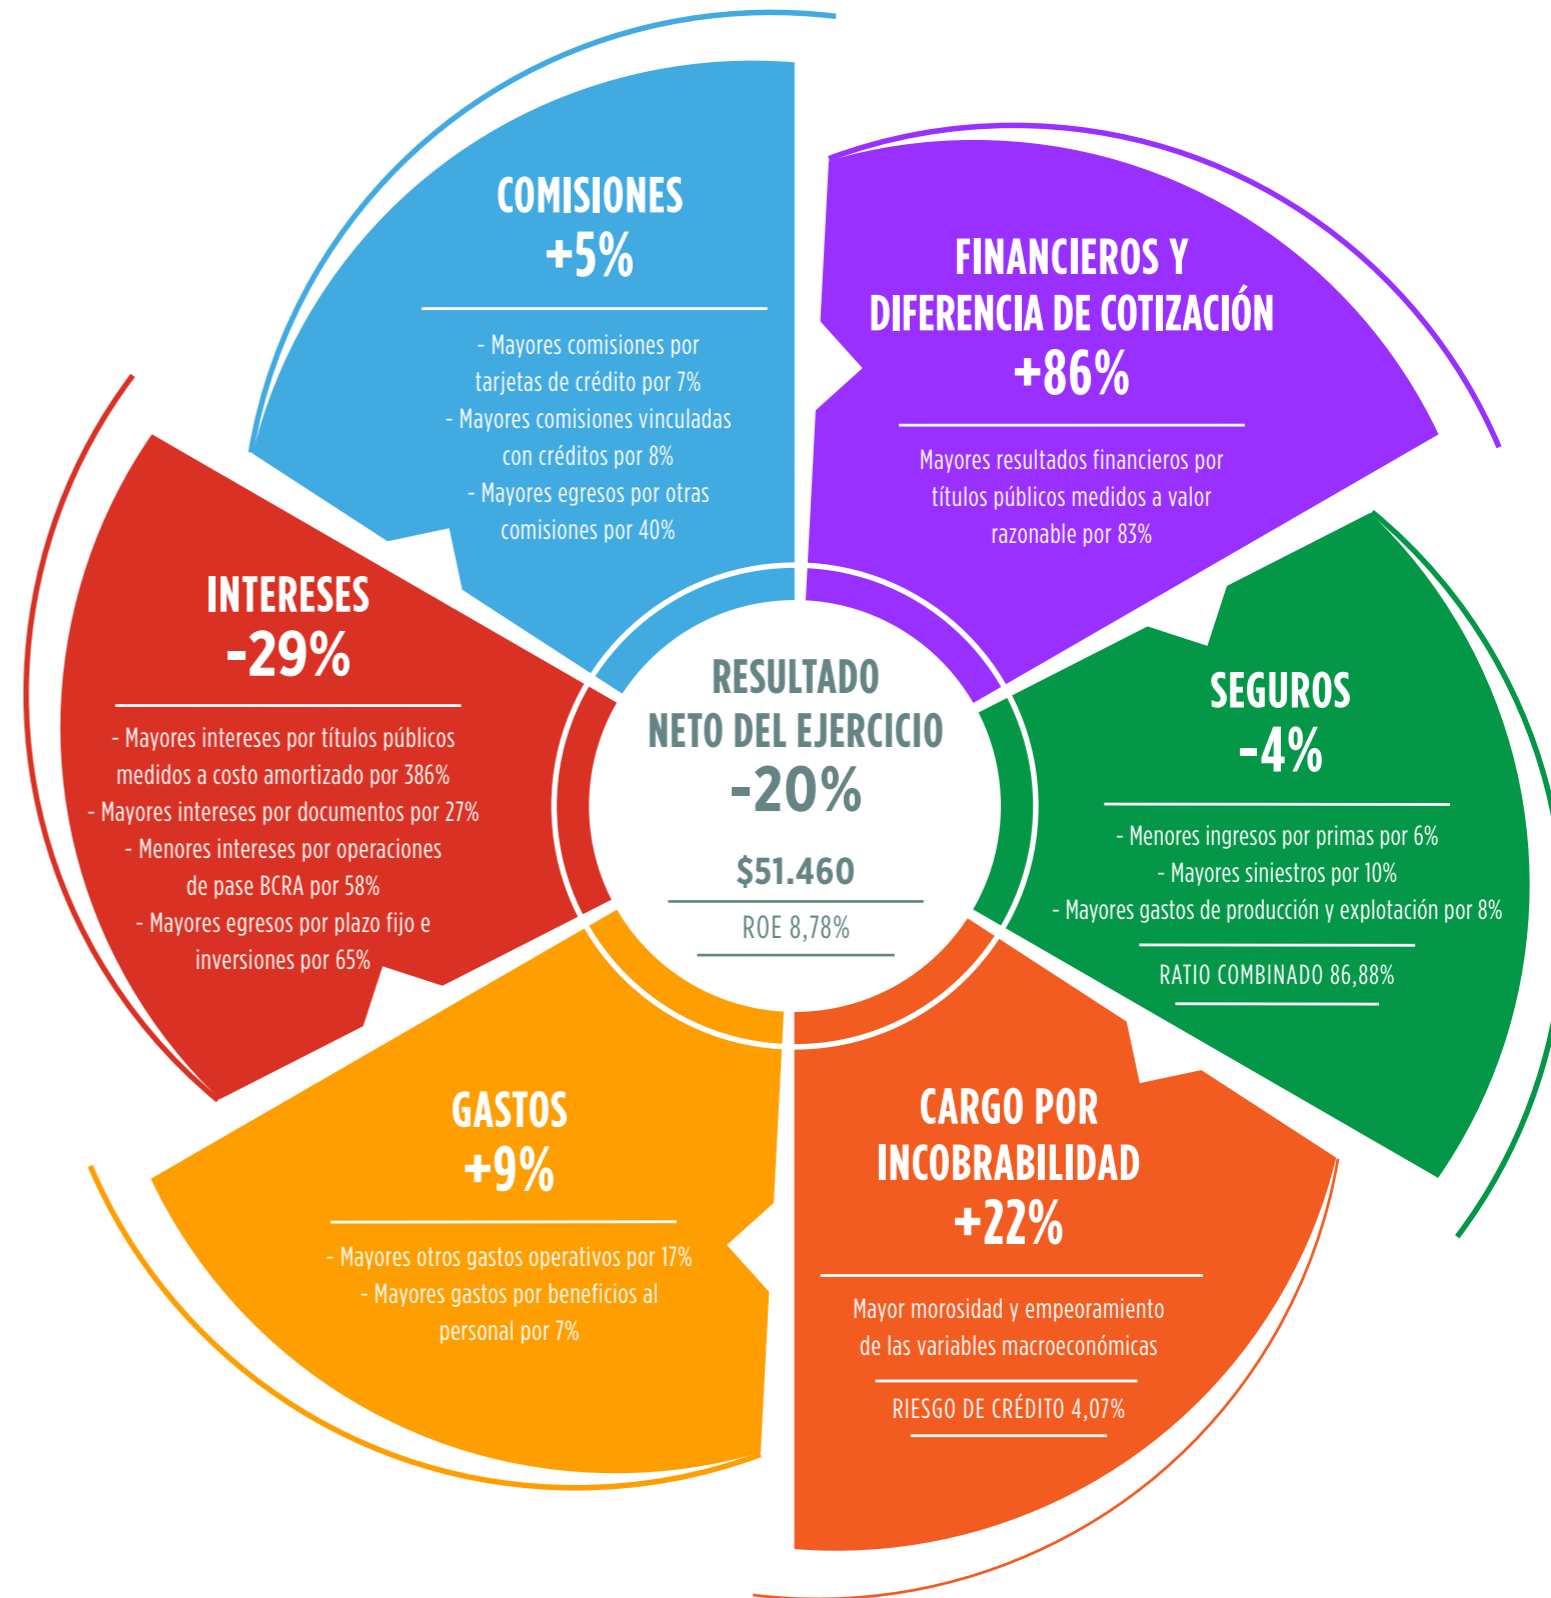 COMISIONES
+5%
- Mayores comisiones por
tarjetas de crédito por 7%
- Mayores comisiones vinculadas
con créditos por 8%
- Mayores egresos por otras
comisiones por 40%
FINANCIEROS Y
DIFERENCIA DE COTIZACIÓN
+86%
Mayores resultados financieros por
títulos públicos medidos a valor
razonable por 83%
INTERESES
-29%
- Mayores intereses por títulos públicos
medidos a costo amortizado por 386%
- Mayores intereses por documentos por 27%
- Menores intereses por operaciones
de pase BCRA por 58%
- Mayores egresos por plazo fijo e
inversiones por 65%
RESULTADO
NETO DEL EJERCICIO
-20%
$51.460
ROE 8,78%
SEGUROS
-4%
- Menores ingresos por primas por 6%
- Mayores siniestros por 10%
- Mayores gastos de producción y explotación por 8%
RATIO COMBINADO 86,88%
GASTOS
+9%
- Mayores otros gastos operativos por 17%
- Mayores gastos por beneficios al
personal por 7%
CARGO POR
INCOBRABILIDAD
+22%
Mayor morosidad y empeoramiento
de las variables macroeconómicas
RIESGO DE CRÉDITO 4,07%